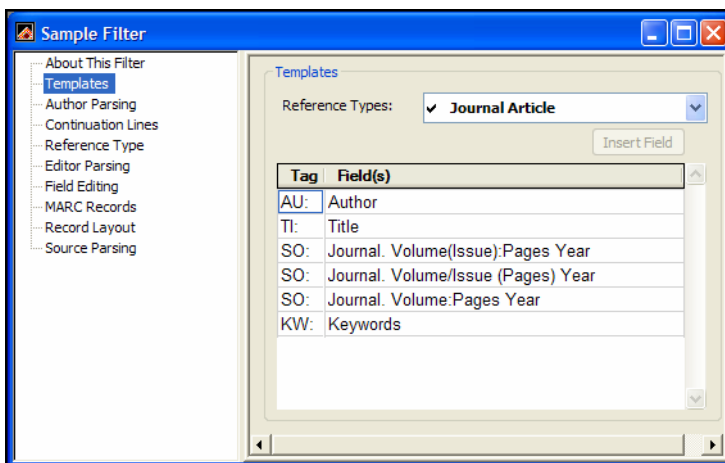 Sample Filter
About This Filter
Templates
Author Parsing
Continuation Lines
Reference Type
Editor Parsing
Field Editing
MARC Records
Record Layout
Source Parsing
Templates
Reference Types: Journal Article
Insert Field
Tag Field(s)
AU: Author
TI: Title
SO: Journal. Volume(Issue):Pages Year
SO: Journal. Volume/Issue (Pages) Year
SO: Journal. Volume:Pages Year
KW: Keywords